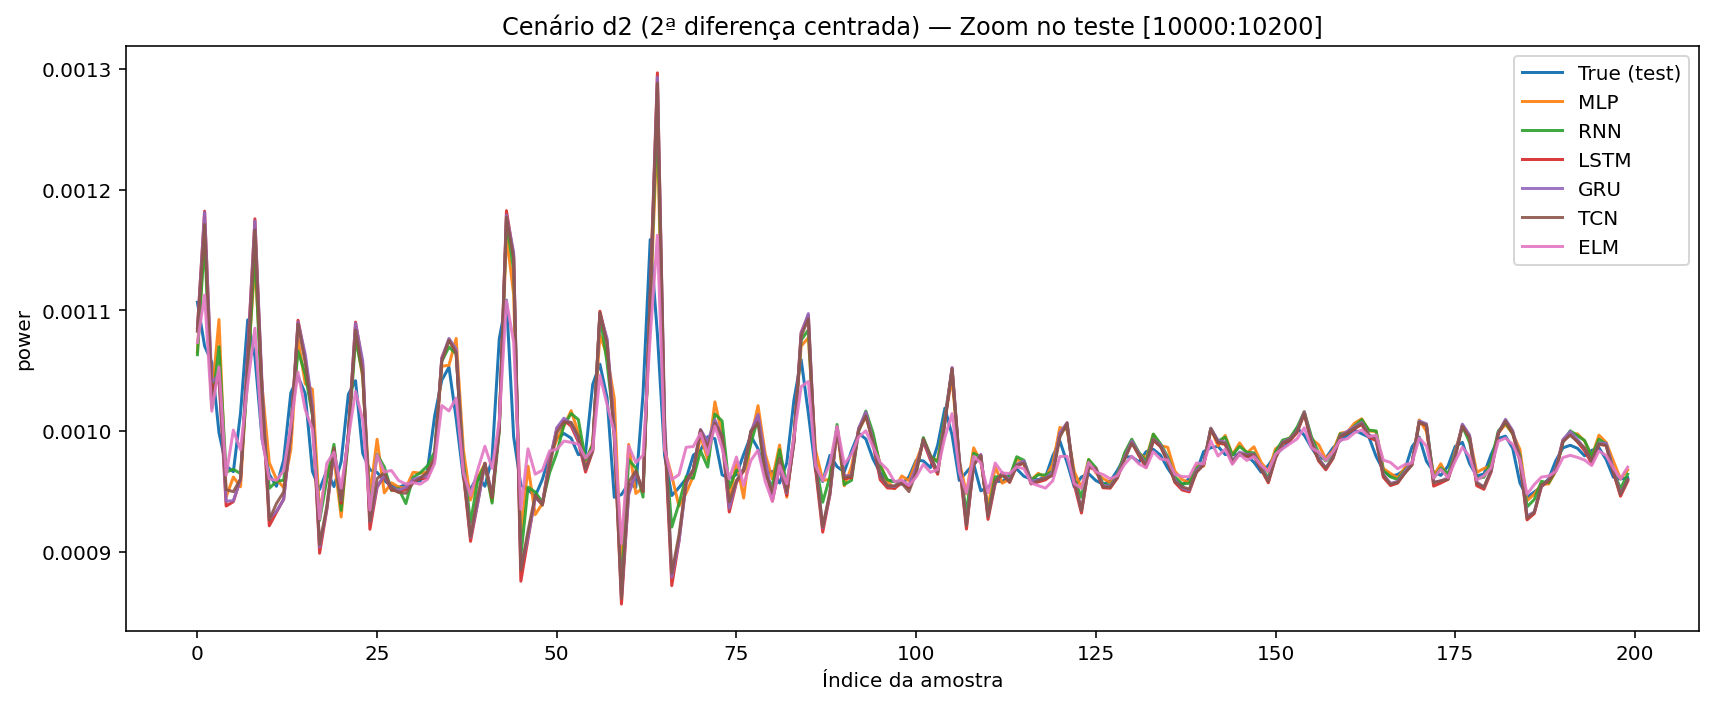 Cenário d2 (2ª diferença centrada) — Zoom no teste [10000:10200]
True (test)
MLP
RNN
LSTM
GRU
TCN
ELM
power
0.0013
0.0012
0.0011
0.0010
0.0009
0 25 50 75 100 125 150 175 200
Índice da amostra